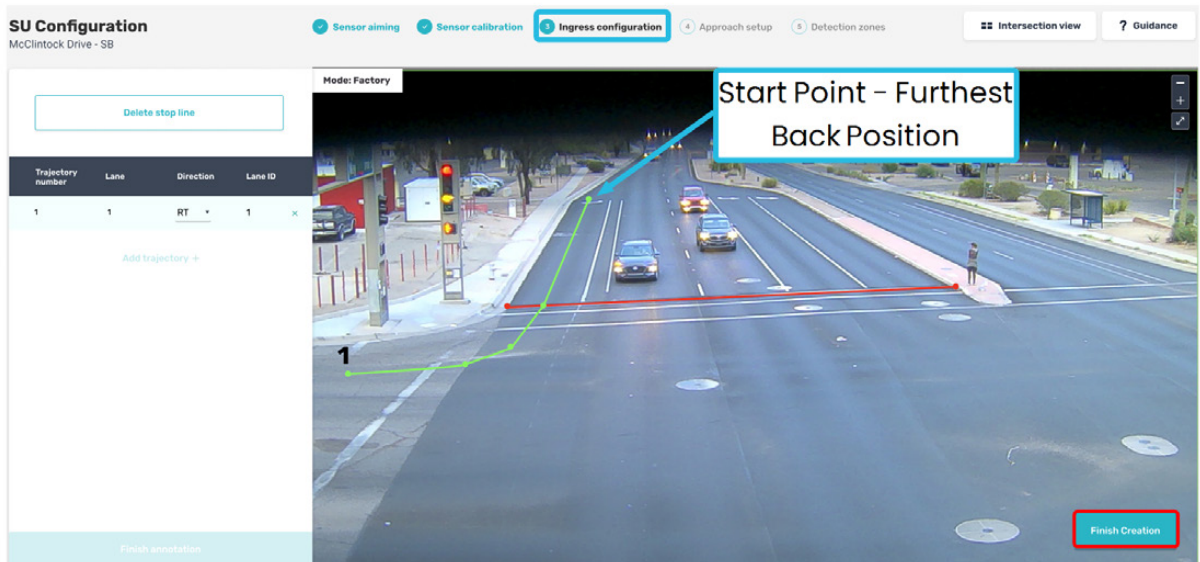 SU Configuration
McClintock Drive - SB
Sensor aiming
Sensor calibration
3 Ingress configuration
4 Approach setup
5 Detection zones
Intersection view
? Guidance
Delete stop line
Trajectory number Lane Direction Lane ID
1 1 RT 1 ×
Add trajectory +
Finish annotation
Mode: Factory
Start Point - Furthest
Back Position
1
Finish Creation